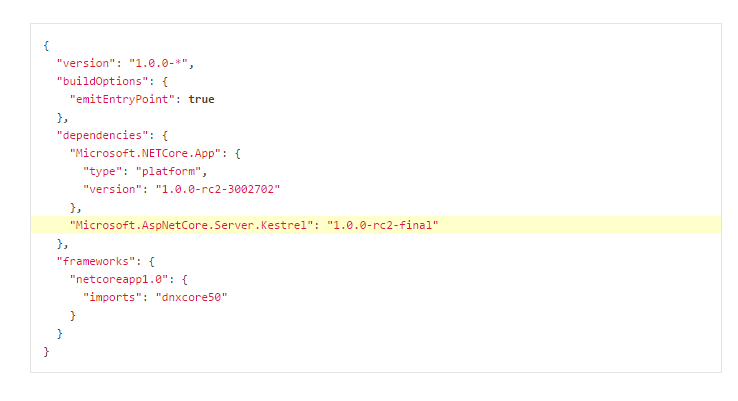 {
  "version": "1.0.0-*",
  "buildOptions": {
    "emitEntryPoint": true
  },
  "dependencies": {
    "Microsoft.NETCore.App": {
      "type": "platform",
      "version": "1.0.0-rc2-3002702"
    },
    "Microsoft.AspNetCore.Server.Kestrel": "1.0.0-rc2-final"
  },
  "frameworks": {
    "netcoreapp1.0": {
      "imports": "dnxcore50"
    }
  }
}